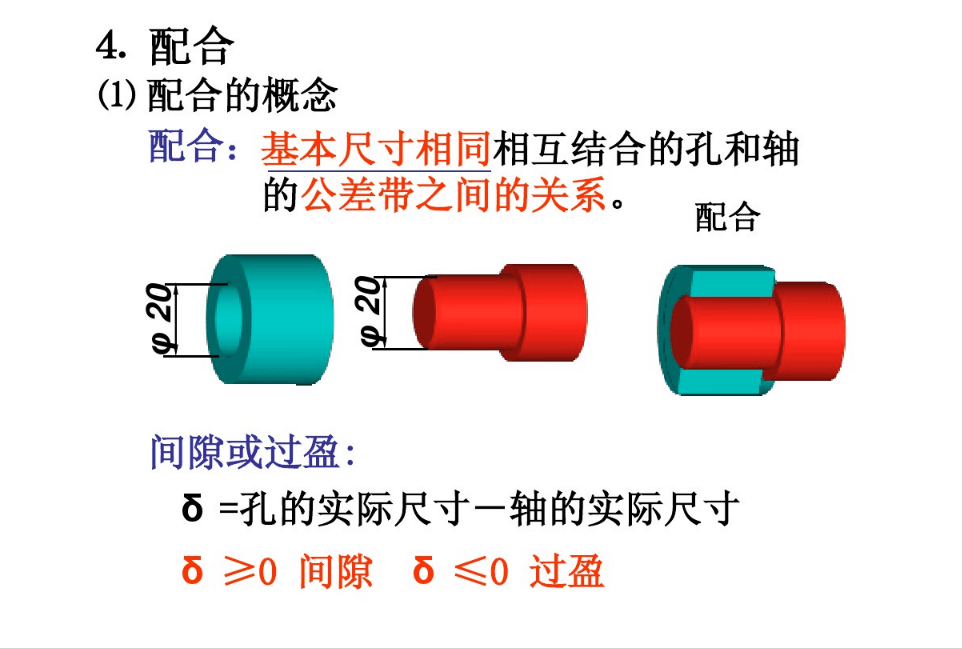 4. 配合
(1) 配合的概念
配合：基本尺寸相同相互结合的孔和轴
的公差带之间的关系。
配合
φ 20
φ 20
间隙或过盈:
δ =孔的实际尺寸－轴的实际尺寸
δ ≥0 间隙 δ ≤0 过盈